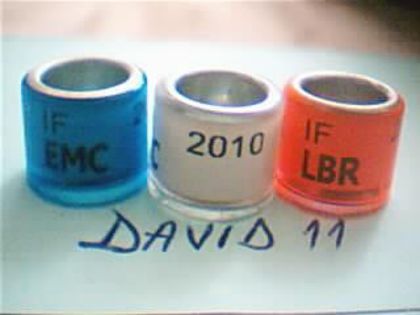 IF
EMC
2010
IF
LBR
DAVID 11